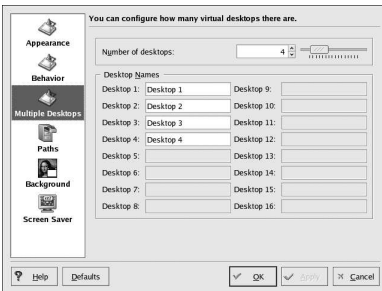 You can configure how many virtual desktops there are.
Appearance
Behavior
Multiple Desktops
Paths
Background
Screen Saver
Number of desktops: 4
Desktop Names
Desktop 1: Desktop 1 Desktop 9:
Desktop 2: Desktop 2 Desktop 10:
Desktop 3: Desktop 3 Desktop 11:
Desktop 4: Desktop 4 Desktop 12:
Desktop 5: Desktop 13:
Desktop 6: Desktop 14:
Desktop 7: Desktop 15:
Desktop 8: Desktop 16:
? Help Defaults OK Apply Cancel